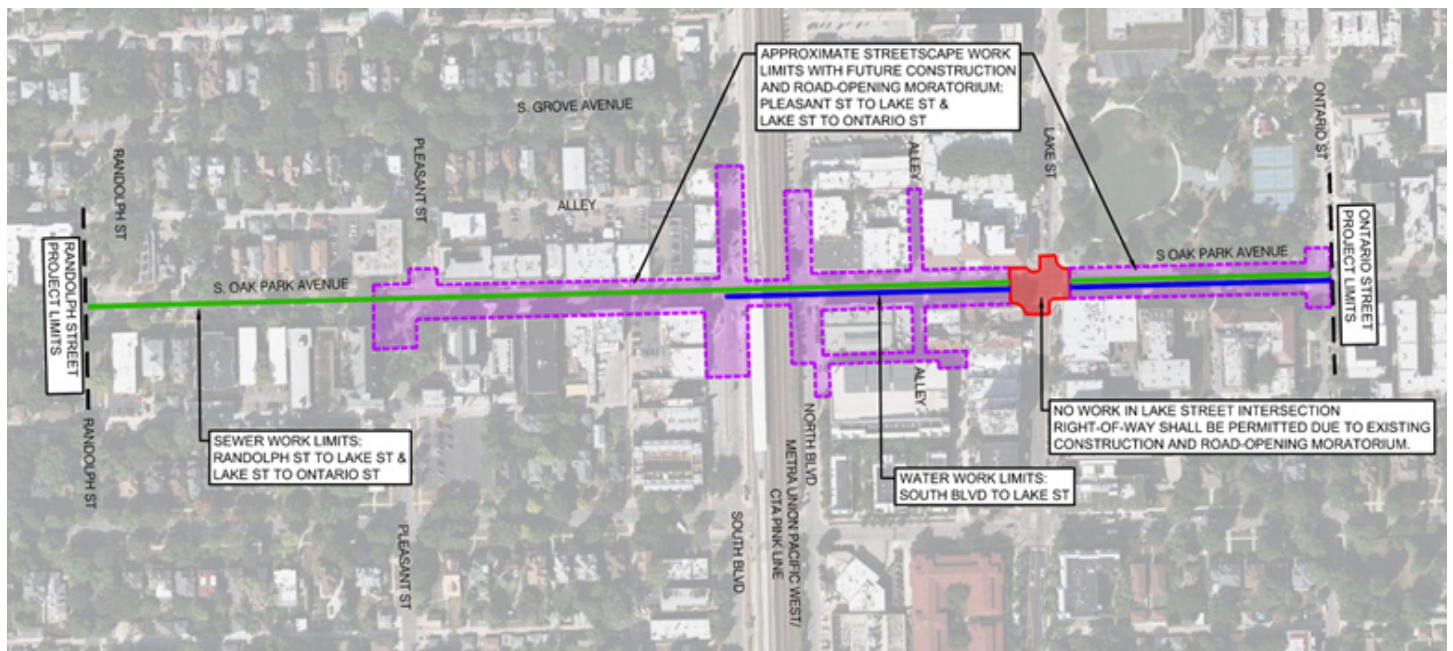 APPROXIMATE STREETSCAPE WORK
LIMITS WITH FUTURE CONSTRUCTION
AND ROAD-OPENING MORATORIUM:
PLEASANT ST TO LAKE ST &
LAKE ST TO ONTARIO ST
S. GROVE AVENUE
ONTARIO ST
RANDOLPH ST
PLEASANT ST
ALLEY
LAKE ST
ALLEY
RANDOLPH STREET
PROJECT LIMITS
S. OAK PARK AVENUE
S OAK PARK AVENUE
ONTARIO STREET
PROJECT LIMITS
ALLEY
NO WORK IN LAKE STREET INTERSECTION
RIGHT-OF-WAY SHALL BE PERMITTED DUE TO EXISTING
CONSTRUCTION AND ROAD-OPENING MORATORIUM.
RANDOLPH ST
SEWER WORK LIMITS:
RANDOLPH ST TO LAKE ST &
LAKE ST TO ONTARIO ST
NORTH BLVD
METRA UNION PACIFIC WEST/
CTA PINK LINE
WATER WORK LIMITS:
SOUTH BLVD TO LAKE ST
SOUTH BLVD
PLEASANT ST